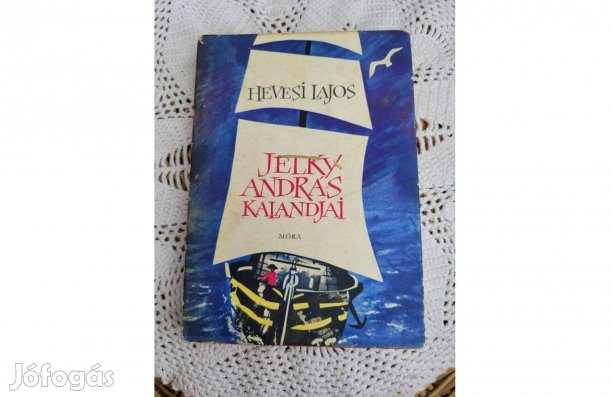 HEVESI LAJOS
JELKY
ANDRÁS
KALANDJAI
MÓRA
Jófogás